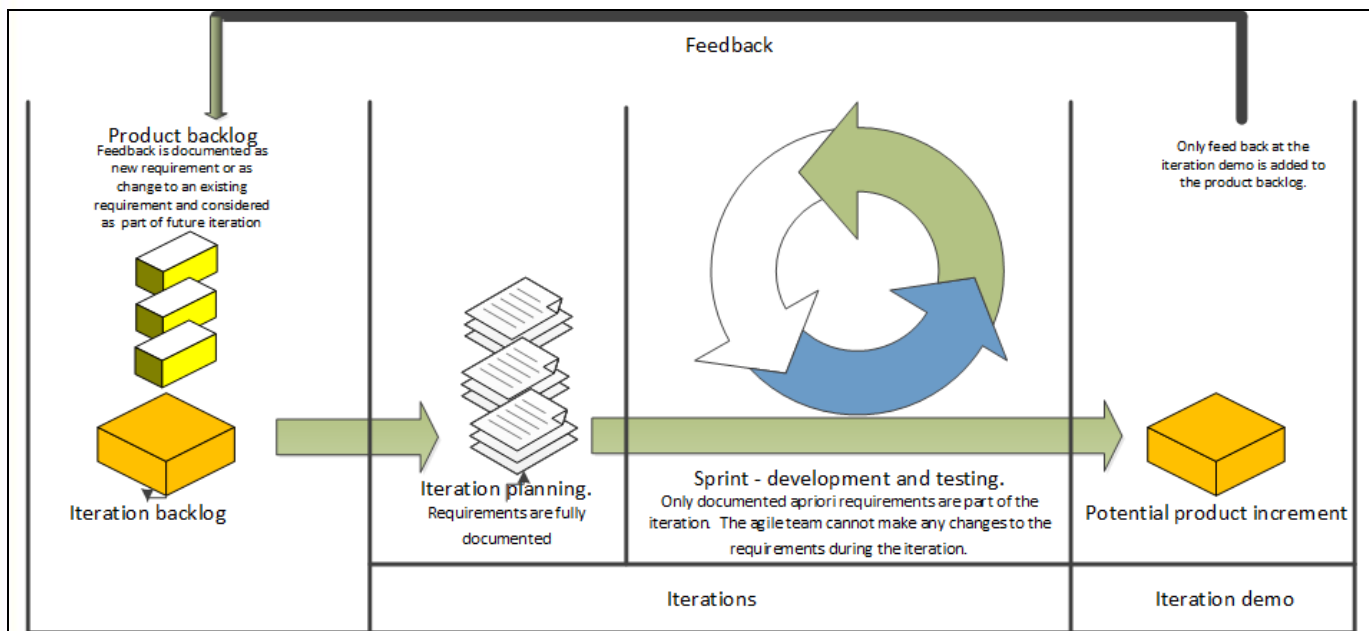 Feedback
Product backlog
Feedback is documented as
new requirement or as
change to an existing
requirement and considered
as part of future iteration
Only feed back at the
iteration demo is added to
the product backlog.
Iteration backlog
Iteration planning.
Requirements are fully
documented
Sprint - development and testing.
Only documented apriori requirements are part of the
iteration. The agile team cannot make any changes to the
requirements during the iteration.
Potential product increment
Iterations
Iteration demo